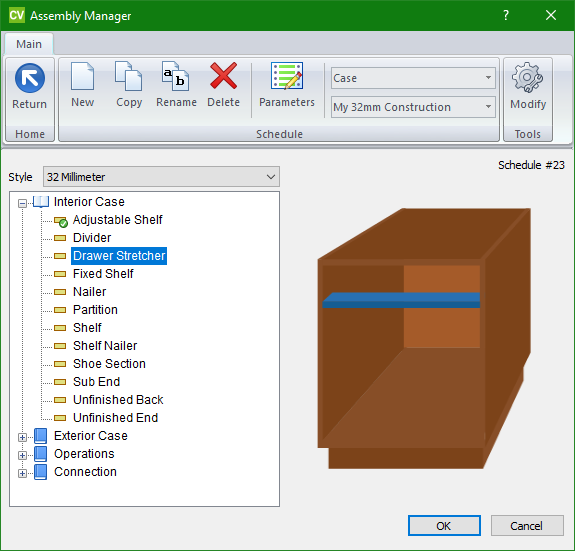 CV Assembly Manager
Main
Return
New
Copy
a b
Rename
Delete
Parameters
Case
My 32mm Construction
Modify
Home
Schedule
Tools
Schedule #23
Style 32 Millimeter
Interior Case
Adjustable Shelf
Divider
Drawer Stretcher
Fixed Shelf
Nailer
Partition
Shelf
Shelf Nailer
Shoe Section
Sub End
Unfinished Back
Unfinished End
Exterior Case
Operations
Connection
OK
Cancel